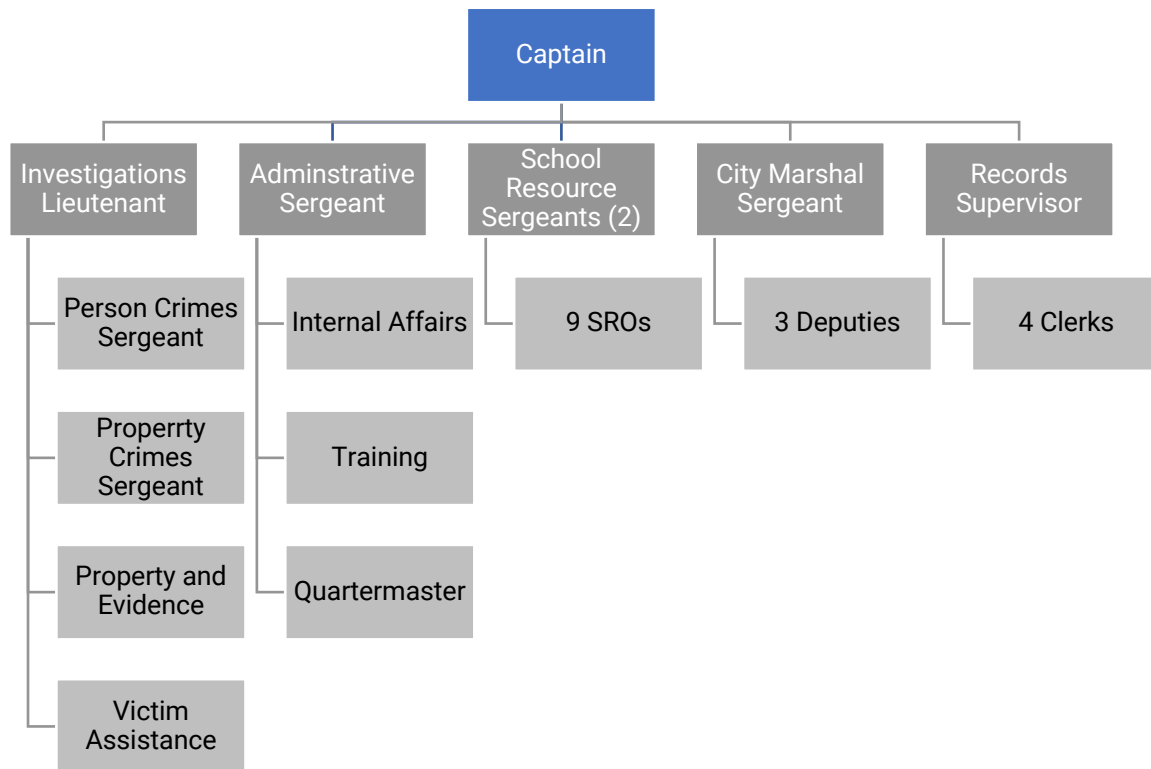 Captain
Investigations
Lieutenant
Adminstrative
Sergeant
School
Resource
Sergeants (2)
City Marshal
Sergeant
Records
Supervisor
Person Crimes
Sergeant
Properrty
Crimes
Sergeant
Property and
Evidence
Victim
Assistance
Internal Affairs
Training
Quartermaster
9 SROs
3 Deputies
4 Clerks